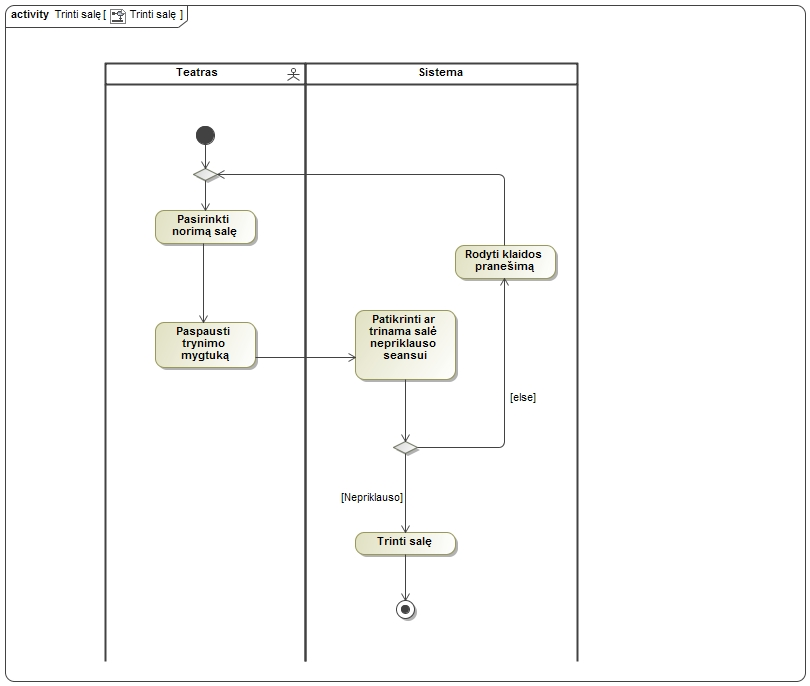 activity Trinti salę [ Trinti salę ]
Teatras
Sistema
Pasirinkti
norimą salę
Rodyti klaidos
pranešimą
Paspausti
trynimo
mygtuką
Patikrinti ar
trinama salė
nepriklauso
seansui
[else]
[Nepriklauso]
Trinti salę